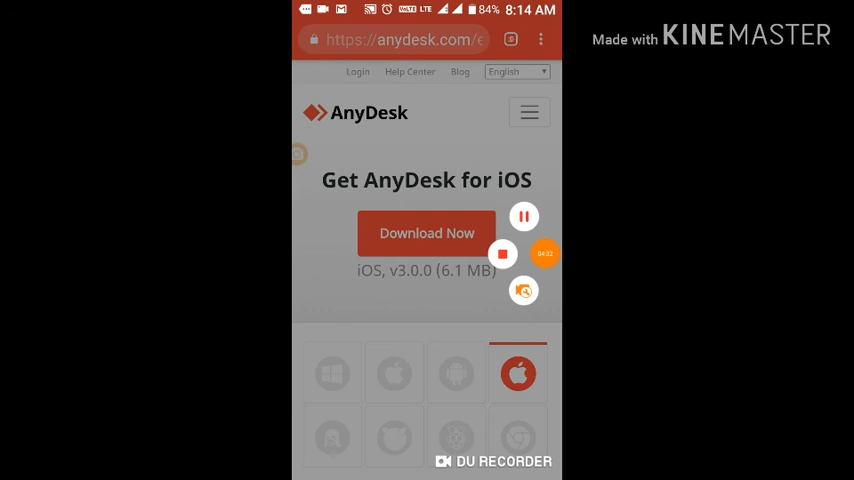 84% 8:14 AM
Made with KINEMASTER
https://anydesk.com/e
Login Help Center Blog English
AnyDesk
Get AnyDesk for iOS
Download Now
04:32
iOS, v3.0.0 (6.1 MB)
DU RECORDER